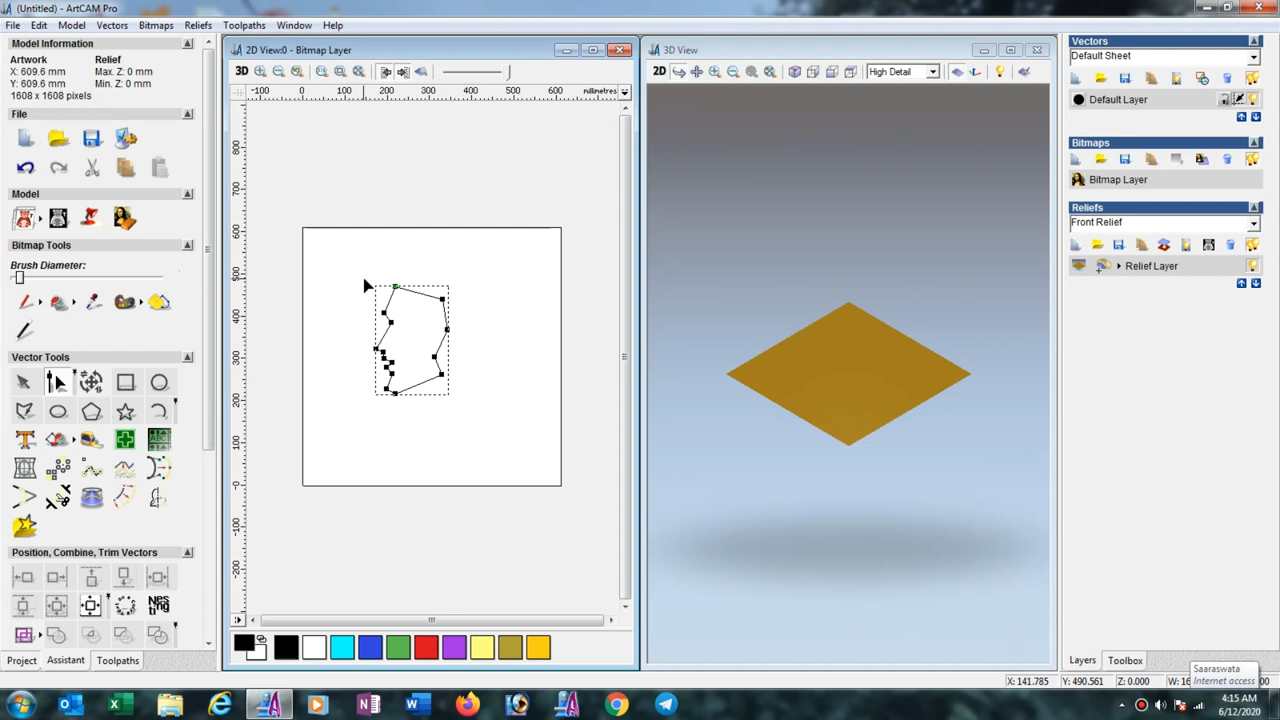 (Untitled) - ArtCAM Pro
File Edit Model Vectors Bitmaps Reliefs Toolpaths Window Help
Model Information
Artwork Relief
X: 609.6 mm Max. Z: 0 mm
Y: 609.6 mm Min. Z: 0 mm
1608 x 1608 pixels
File
Model
Bitmap Tools
Brush Diameter:
Vector Tools
Position, Combine, Trim Vectors
Project Assistant Toolpaths
2D View:0 - Bitmap Layer
3D
-100 0 100 200 300 400 500 600 millimetres
800
700
600
500
400
300
200
100
-0
-100
-200
3D View
2D High Detail
Vectors
Default Sheet
Default Layer
Bitmaps
Bitmap Layer
Reliefs
Front Relief
Relief Layer
Layers Toolbox
Saaraswata
Internet access
X: 141.785 Y: 490.561 Z: 0.000
4:15 AM
6/12/2020